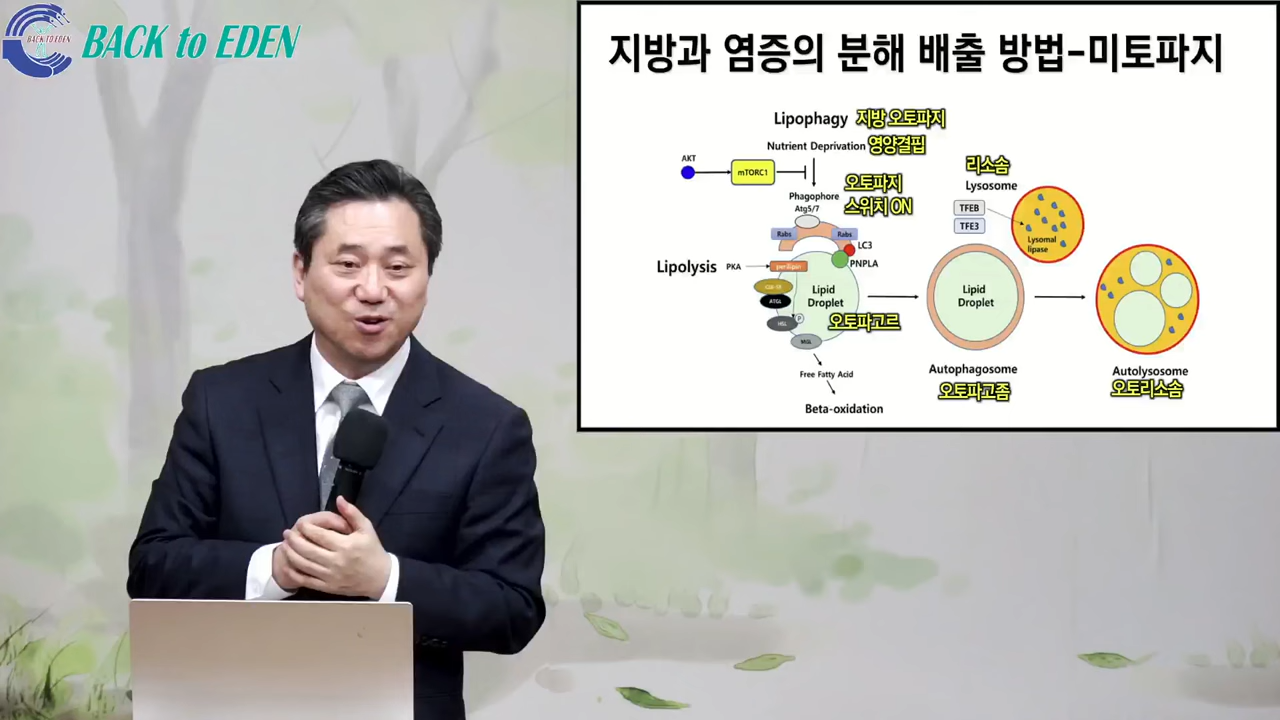 BACK TO EDEN
BACK to EDEN
지방과 염증의 분해 배출 방법-미토파지
Lipophagy 지방 오토파지
Nutrient Deprivation 영양결핍
AKT
mTORC1
Phagophore 오토파지
스위치 ON
Atg5/7
Rabs
Rabs
LC3
PNPLA
Lipolysis
PKA
perilipin
CGI-58
ATGL
HSL
P
MGL
Lipid
Droplet
오토파고르
Free Fatty Acid
Beta-oxidation
리소솜
Lysosome
TFEB
TFE3
Lysomal
lipase
Lipid
Droplet
Autophagosome
오토파고좀
Autolysosome
오토리소솜